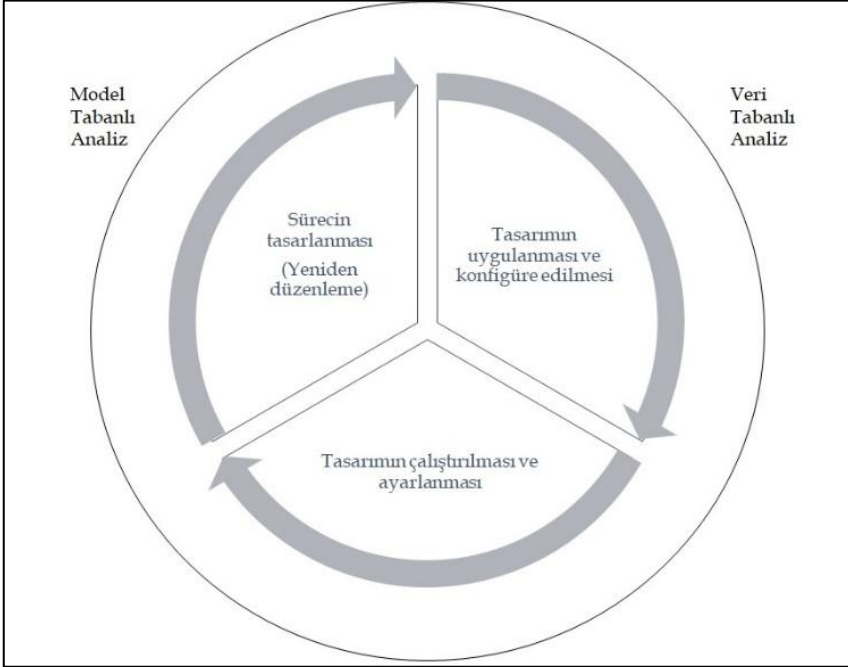 Model
Tabanlı
Analiz
Veri
Tabanlı
Analiz
Sürecin
tasarlanması
(Yeniden
düzenleme)
Tasarımın
uygulanması ve
konfigüre edilmesi
Tasarımın çalıştırılması ve
ayarlanması